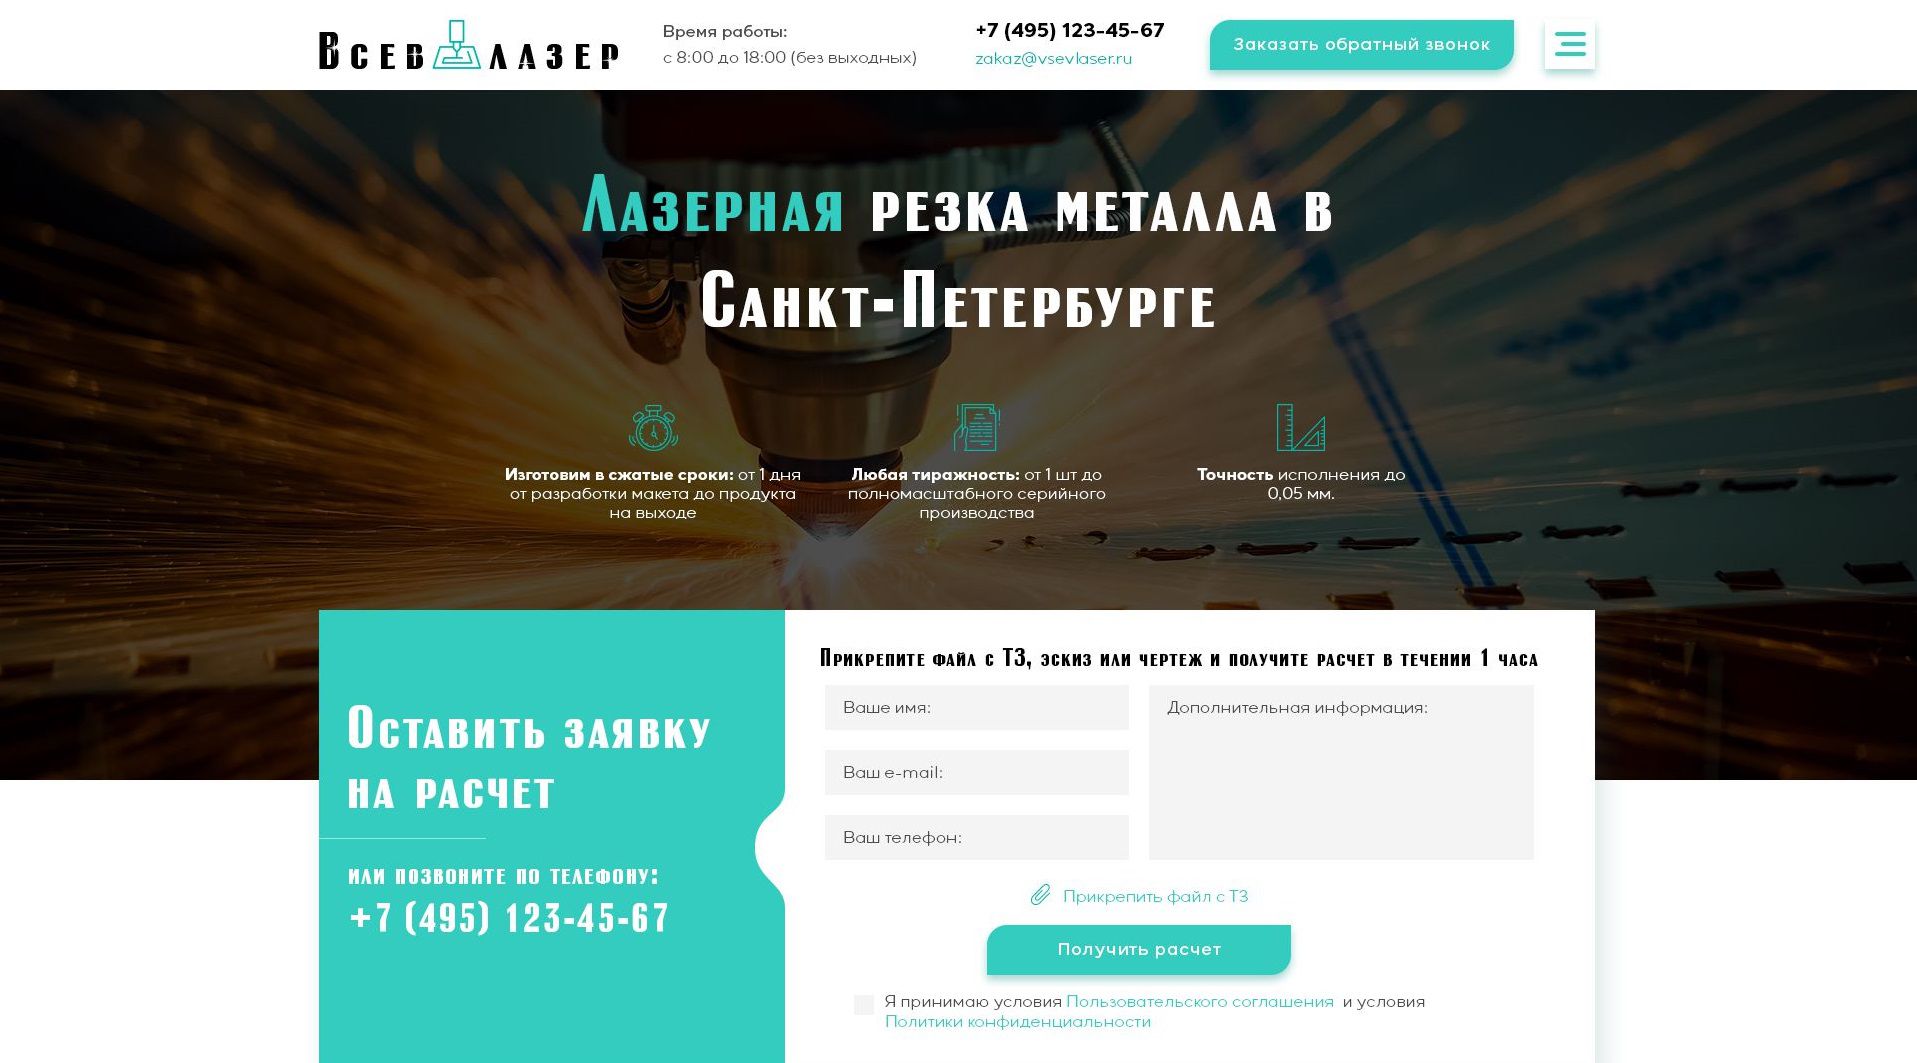 Всевлазер
Время работы:
с 8:00 до 18:00 (без выходных)
+7 (495) 123-45-67
zakaz@vsevlaser.ru
Заказать обратный звонок
Лазерная резка металла в
Санкт-Петербурге
Изготовим в сжатые сроки: от 1 дня
от разработки макета до продукта
на выходе
Любая тиражность: от 1 шт до
полномасштабного серийного
производства
Точность исполнения до
0,05 мм.
Оставить заявку
на расчет
или позвоните по телефону:
+7 (495) 123-45-67
Прикрепите файл с ТЗ, эскиз или чертеж и получите расчет в течении 1 часа
Ваше имя:
Дополнительная информация:
Ваш e-mail:
Ваш телефон:
Прикрепить файл с ТЗ
Получить расчет
Я принимаю условия Пользовательского соглашения и условия
Политики конфиденциальности